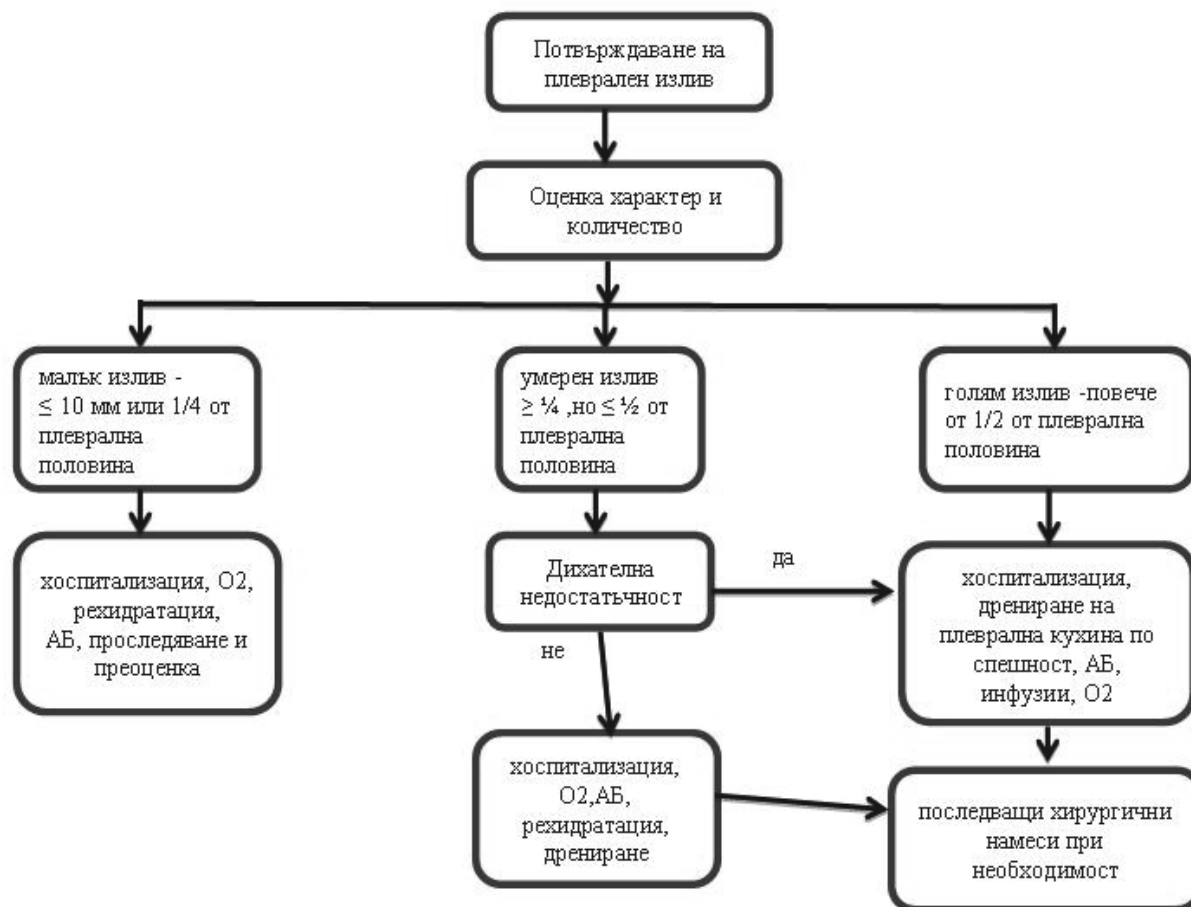 Потвърждаване на
плеврален излив
Оценка характер и
количество
малък излив -
≤ 10 мм или 1/4 от
плеврална
половина
умерен излив
≥ ¼ ,но ≤ ½ от
плеврална
половина
голям излив -повече
от 1/2 от плеврална
половина
хоспитализация, О2,
рехидратация,
АБ, проследяване и
преоценка
Дихателна
недостатъчност
да
не
хоспитализация,
дрениране на
плеврална кухина по
спешност, АБ,
инфузии, О2
хоспитализация,
О2,АБ,
рехидратация,
дрениране
последващи хирургични
намеси при
необходимост